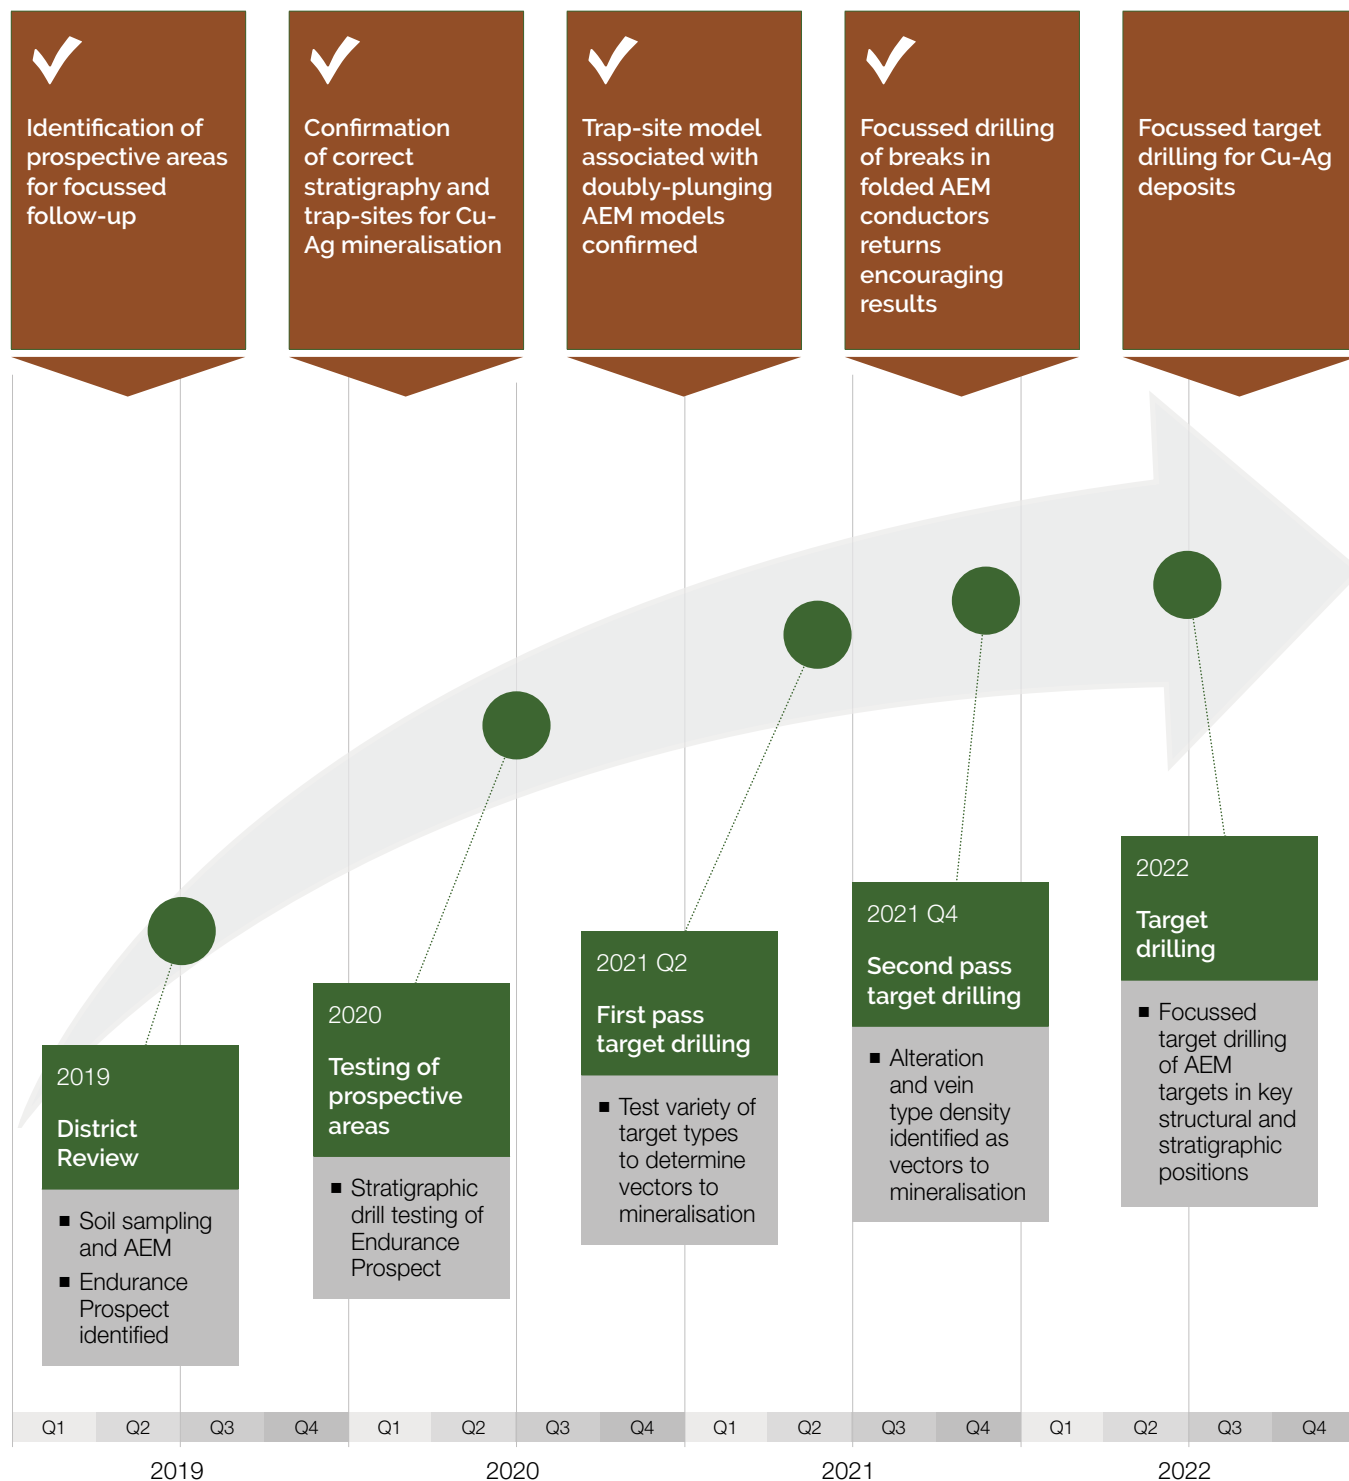 Identification of
prospective areas
for focussed
follow-up
Confirmation
of correct
stratigraphy and
trap-sites for Cu-
Ag mineralisation
Trap-site model
associated with
doubly-plunging
AEM models
confirmed
Focussed drilling
of breaks in
folded AEM
conductors
returns
encouraging
results
Focussed target
drilling for Cu-Ag
deposits
2019
District
Review
▪ Soil sampling
and AEM
▪ Endurance
Prospect
identified
2020
Testing of
prospective
areas
▪ Stratigraphic
drill testing of
Endurance
Prospect
2021 Q2
First pass
target drilling
▪ Test variety of
target types
to determine
vectors to
mineralisation
2021 Q4
Second pass
target drilling
▪ Alteration
and vein
type density
identified as
vectors to
mineralisation
2022
Target
drilling
▪ Focussed
target drilling
of AEM
targets in key
structural and
stratigraphic
positions
Q1 Q2 Q3 Q4 Q1 Q2 Q3 Q4 Q1 Q2 Q3 Q4 Q1 Q2 Q3 Q4
2019 2020 2021 2022